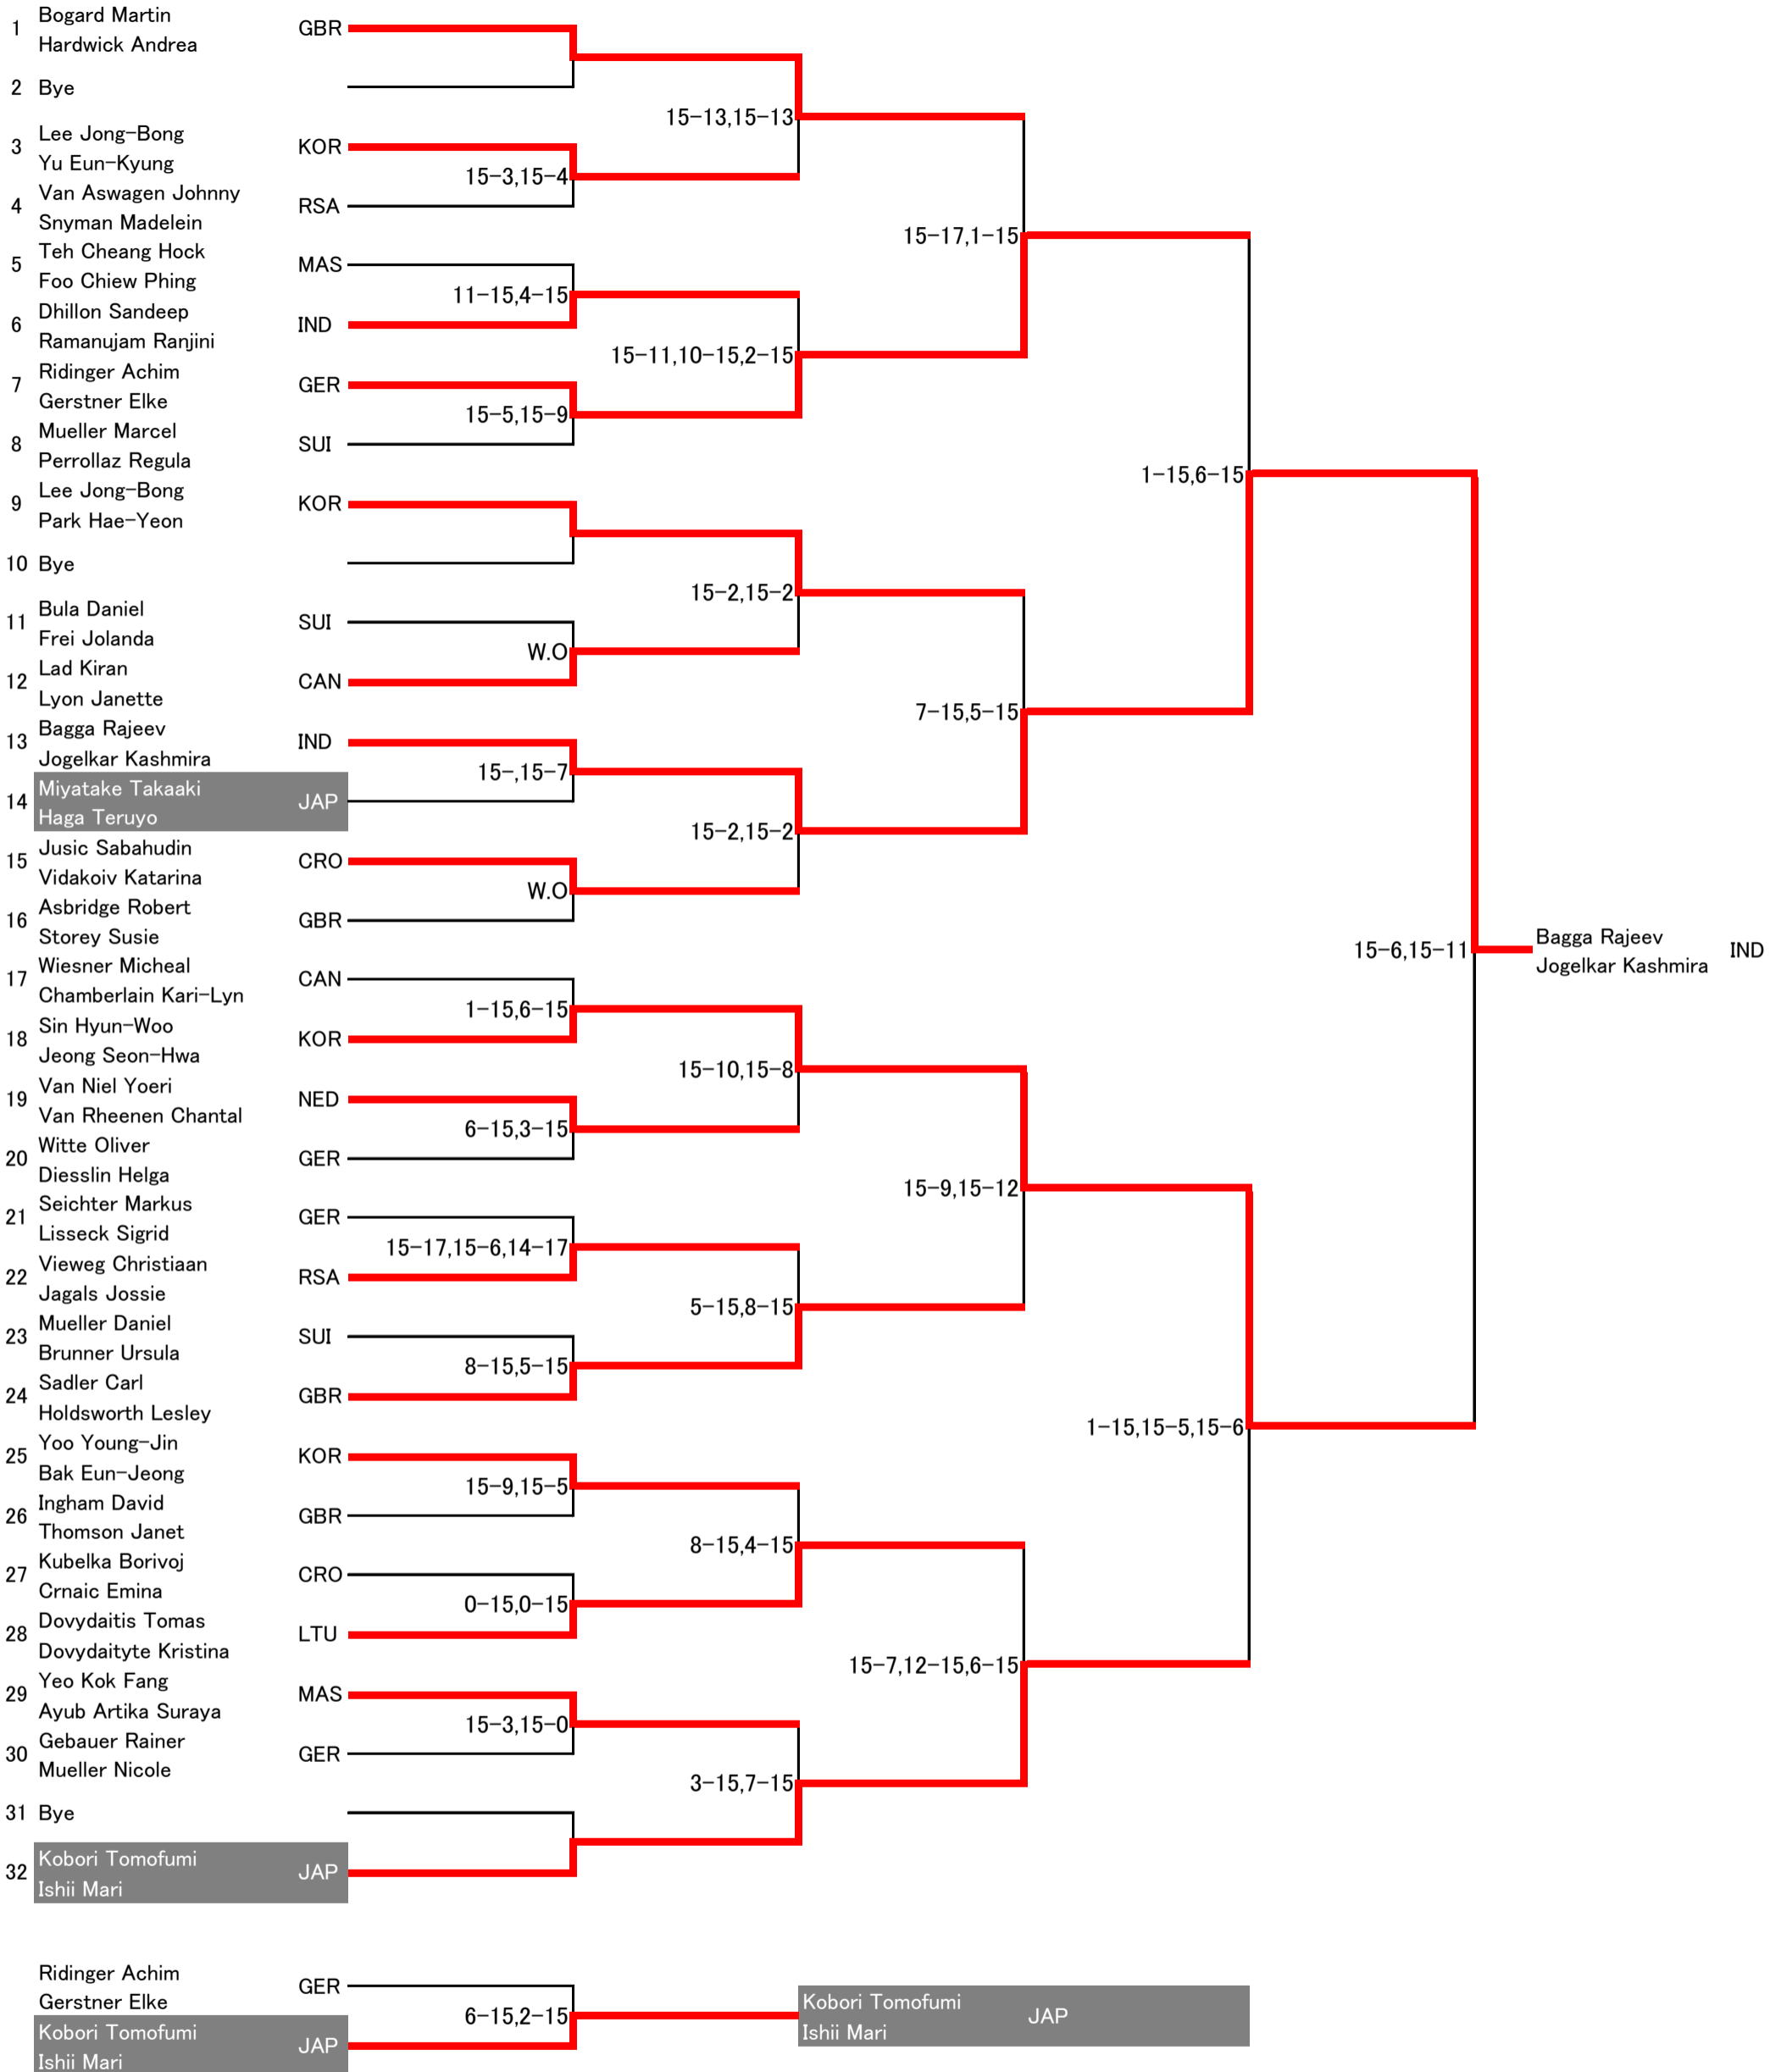 1 Bogard Martin GBR
Hardwick Andrea
2 Bye
15-13,15-13
3 Lee Jong-Bong KOR
Yu Eun-Kyung
15-3,15-4
4 Van Aswagen Johnny RSA
Snyman Madelein
15-17,1-15
5 Teh Cheang Hock MAS
Foo Chiew Phing
11-15,4-15
6 Dhillon Sandeep IND
Ramanujam Ranjini
15-11,10-15,2-15
7 Ridinger Achim GER
Gerstner Elke
15-5,15-9
8 Mueller Marcel SUI
Perrollaz Regula
1-15,6-15
9 Lee Jong-Bong KOR
Park Hae-Yeon
10 Bye
15-2,15-2
11 Bula Daniel SUI
Frei Jolanda
W.O
12 Lad Kiran CAN
Lyon Janette
7-15,5-15
13 Bagga Rajeev IND
Jogelkar Kashmira
15-,15-7
14 Miyatake Takaaki JAP
Haga Teruyo
15-2,15-2
15 Jusic Sabahudin CRO
Vidakoiv Katarina
W.O
16 Asbridge Robert GBR
Storey Susie
15-6,15-11
Bagga Rajeev IND
Jogelkar Kashmira
17 Wiesner Micheal CAN
Chamberlain Kari-Lyn
1-15,6-15
18 Sin Hyun-Woo KOR
Jeong Seon-Hwa
15-10,15-8
19 Van Niel Yoeri NED
Van Rheenen Chantal
6-15,3-15
20 Witte Oliver GER
Diesslin Helga
15-9,15-12
21 Seichter Markus GER
Lisseck Sigrid
15-17,15-6,14-17
22 Vieweg Christiaan RSA
Jagals Jossie
5-15,8-15
23 Mueller Daniel SUI
Brunner Ursula
8-15,5-15
24 Sadler Carl GBR
Holdsworth Lesley
1-15,15-5,15-6
25 Yoo Young-Jin KOR
Bak Eun-Jeong
15-9,15-5
26 Ingham David GBR
Thomson Janet
8-15,4-15
27 Kubelka Borivoj CRO
Crnaic Emina
0-15,0-15
28 Dovydaitis Tomas LTU
Dovydaityte Kristina
15-7,12-15,6-15
29 Yeo Kok Fang MAS
Ayub Artika Suraya
15-3,15-0
30 Gebauer Rainer GER
Mueller Nicole
3-15,7-15
31 Bye
32 Kobori Tomofumi JAP
Ishii Mari
Ridinger Achim GER
Gerstner Elke
6-15,2-15
Kobori Tomofumi JAP
Ishii Mari
Kobori Tomofumi JAP
Ishii Mari